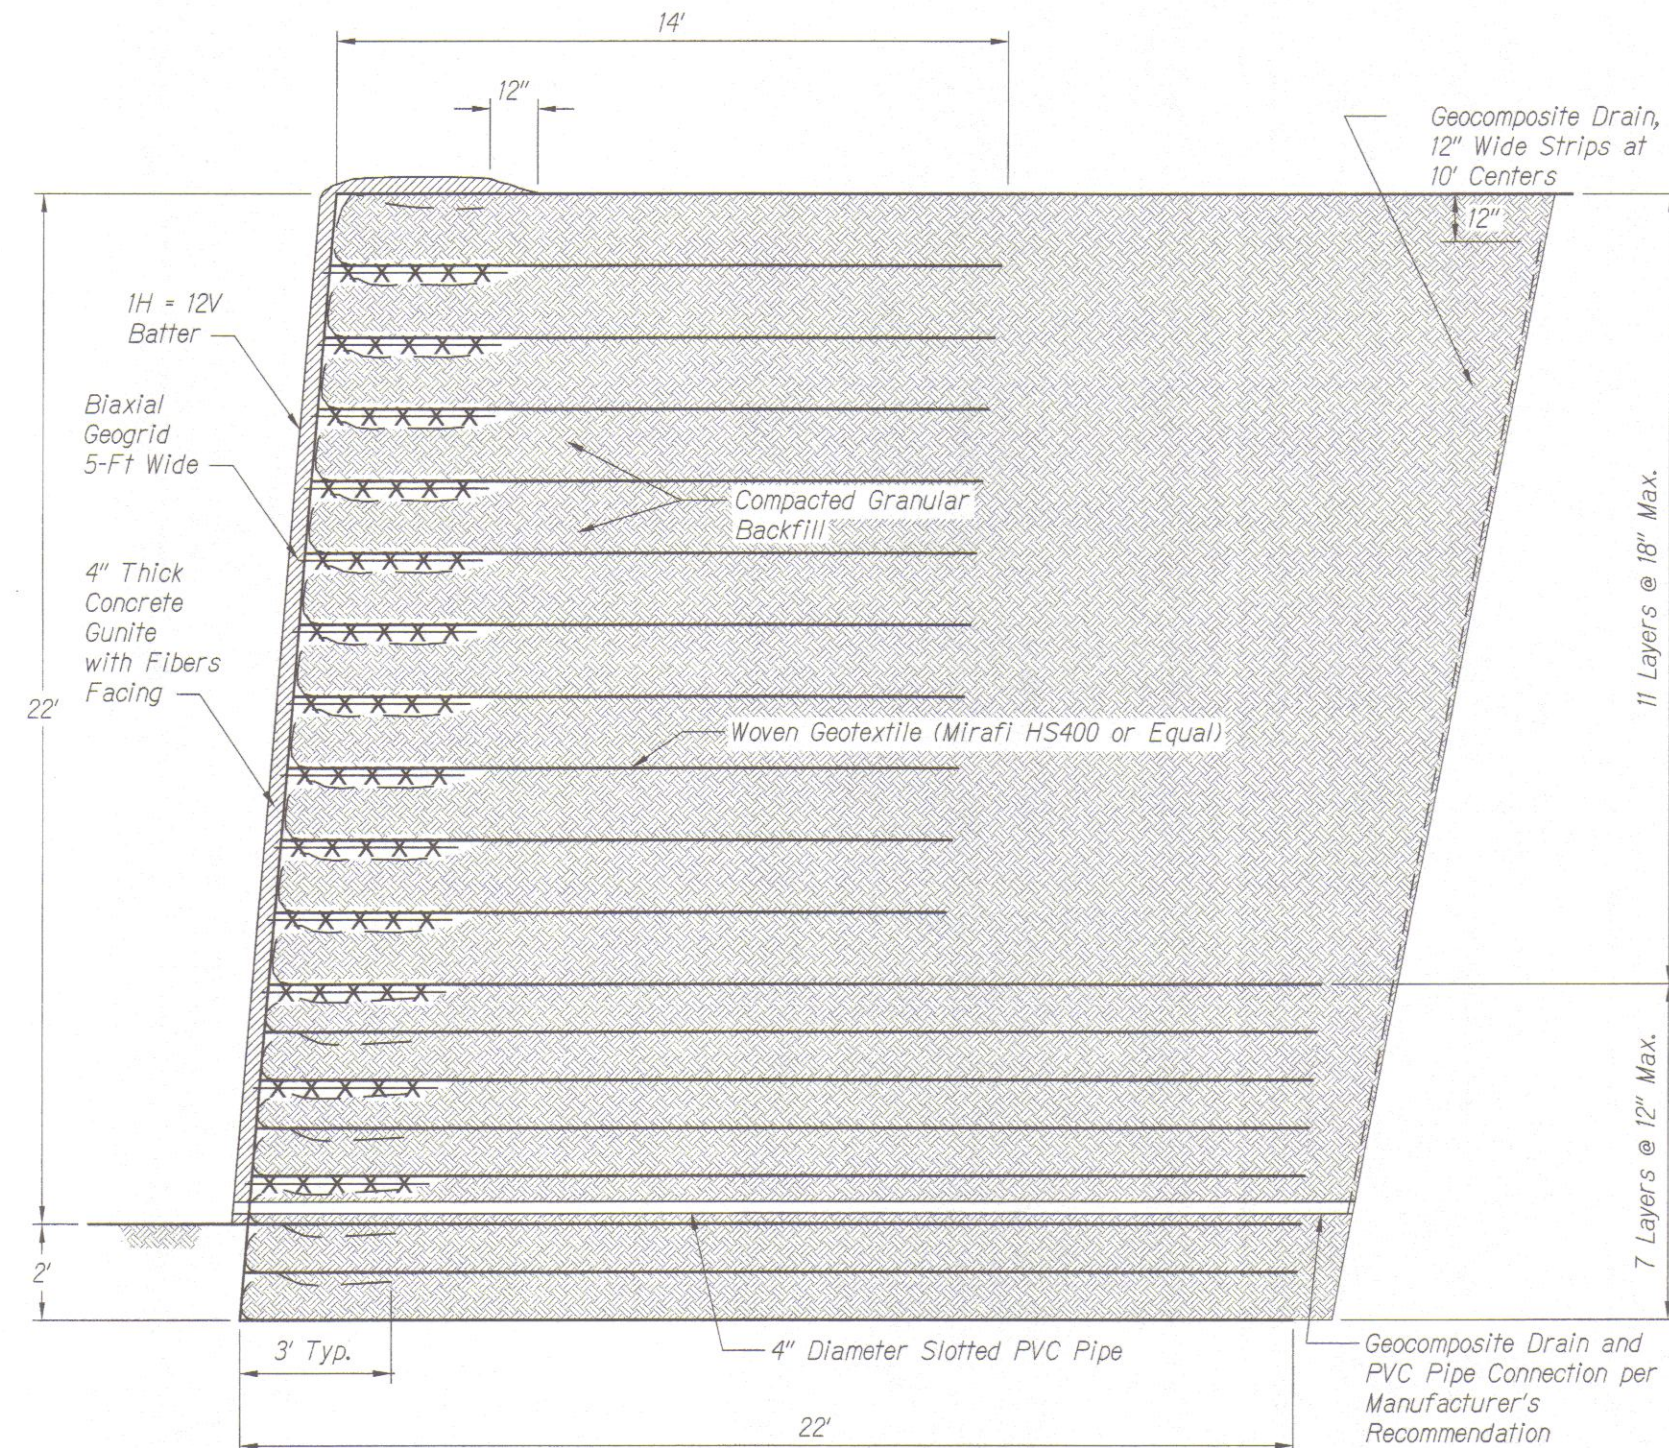 14'
12"
Geocomposite Drain,
12" Wide Strips at
10' Centers
12"
1H = 12V
Batter
Biaxial
Geogrid
5-Ft Wide
Compacted Granular
Backfill
11 Layers @ 18" Max.
4" Thick
Concrete
Gunite
with Fibers
Facing
22'
Woven Geotextile (Mirafi HS400 or Equal)
7 Layers @ 12" Max.
2'
3' Typ.
4" Diameter Slotted PVC Pipe
Geocomposite Drain and
PVC Pipe Connection per
Manufacturer's
Recommendation
22'